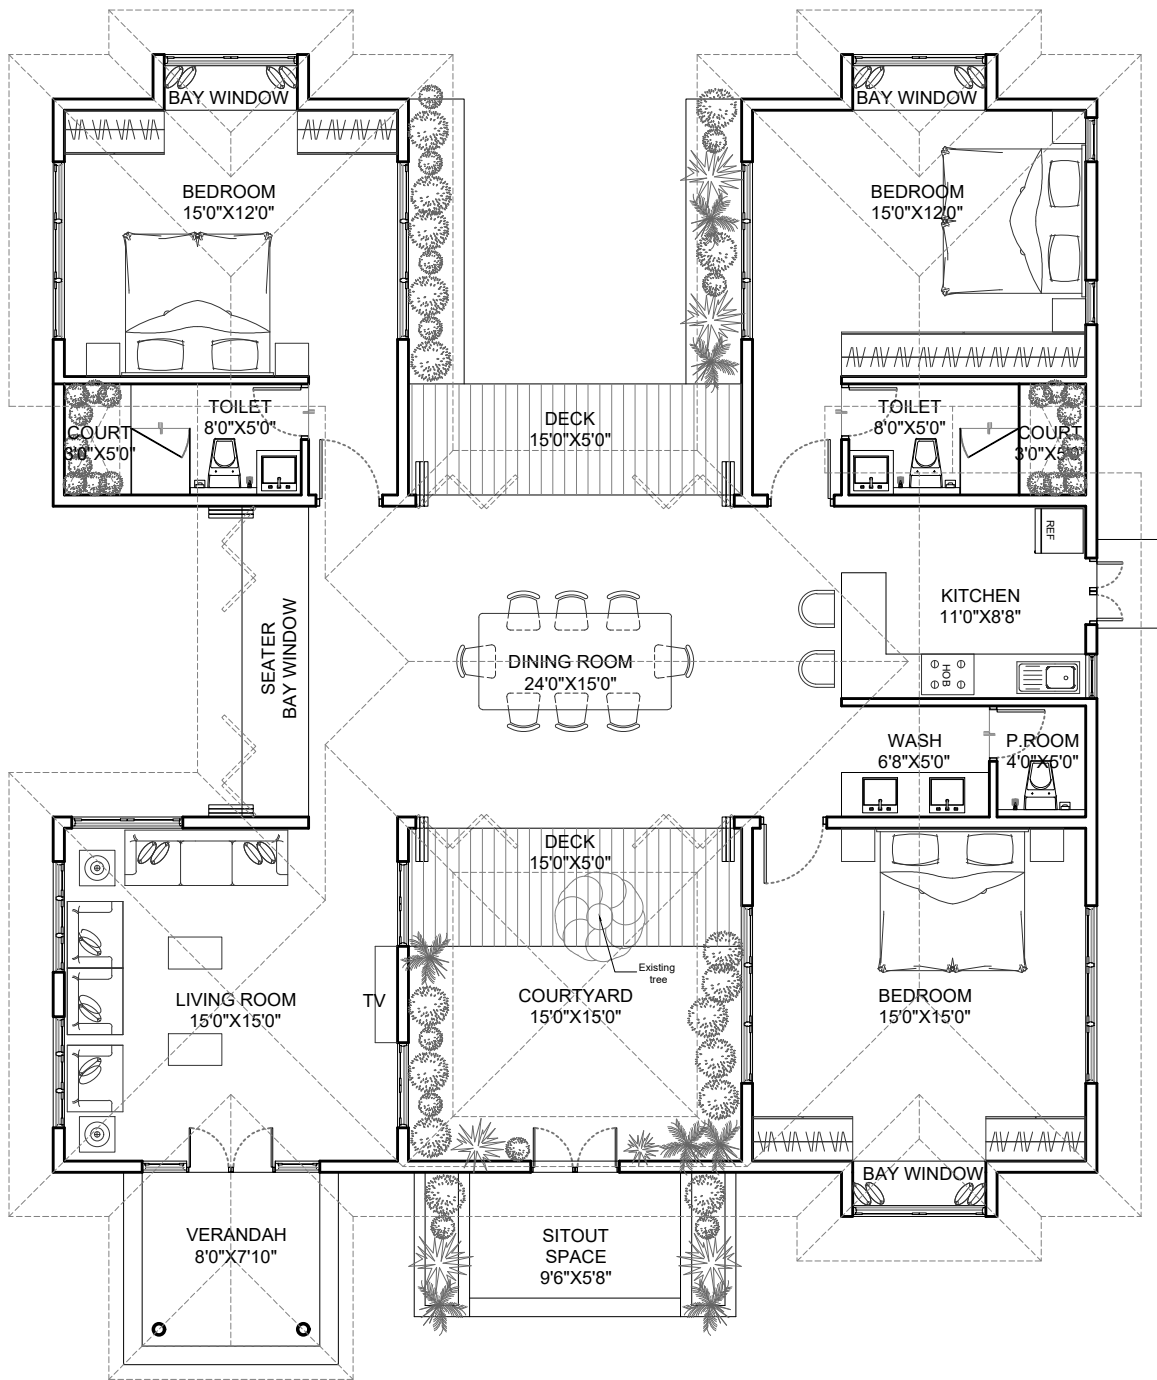 BAY WINDOW
BAY WINDOW
BEDROOM
15'0"X12'0"
BEDROOM
15'0"X12'0"
TOILET
8'0"X5'0"
COURT
3'0"X5'0"
DECK
15'0"X5'0"
TOILET
8'0"X5'0"
COURT
3'0"X5'0"
REF
KITCHEN
11'0"X8'8"
HOB
SEATER
BAY WINDOW
DINING ROOM
24'0"X15'0"
WASH
6'8"X5'0"
P.ROOM
4'0"X5'0"
DECK
15'0"X5'0"
Existing
tree
LIVING ROOM
15'0"X15'0"
TV
COURTYARD
15'0"X15'0"
BEDROOM
15'0"X15'0"
BAY WINDOW
VERANDAH
8'0"X7'10"
SITOUT
SPACE
9'6"X5'8"